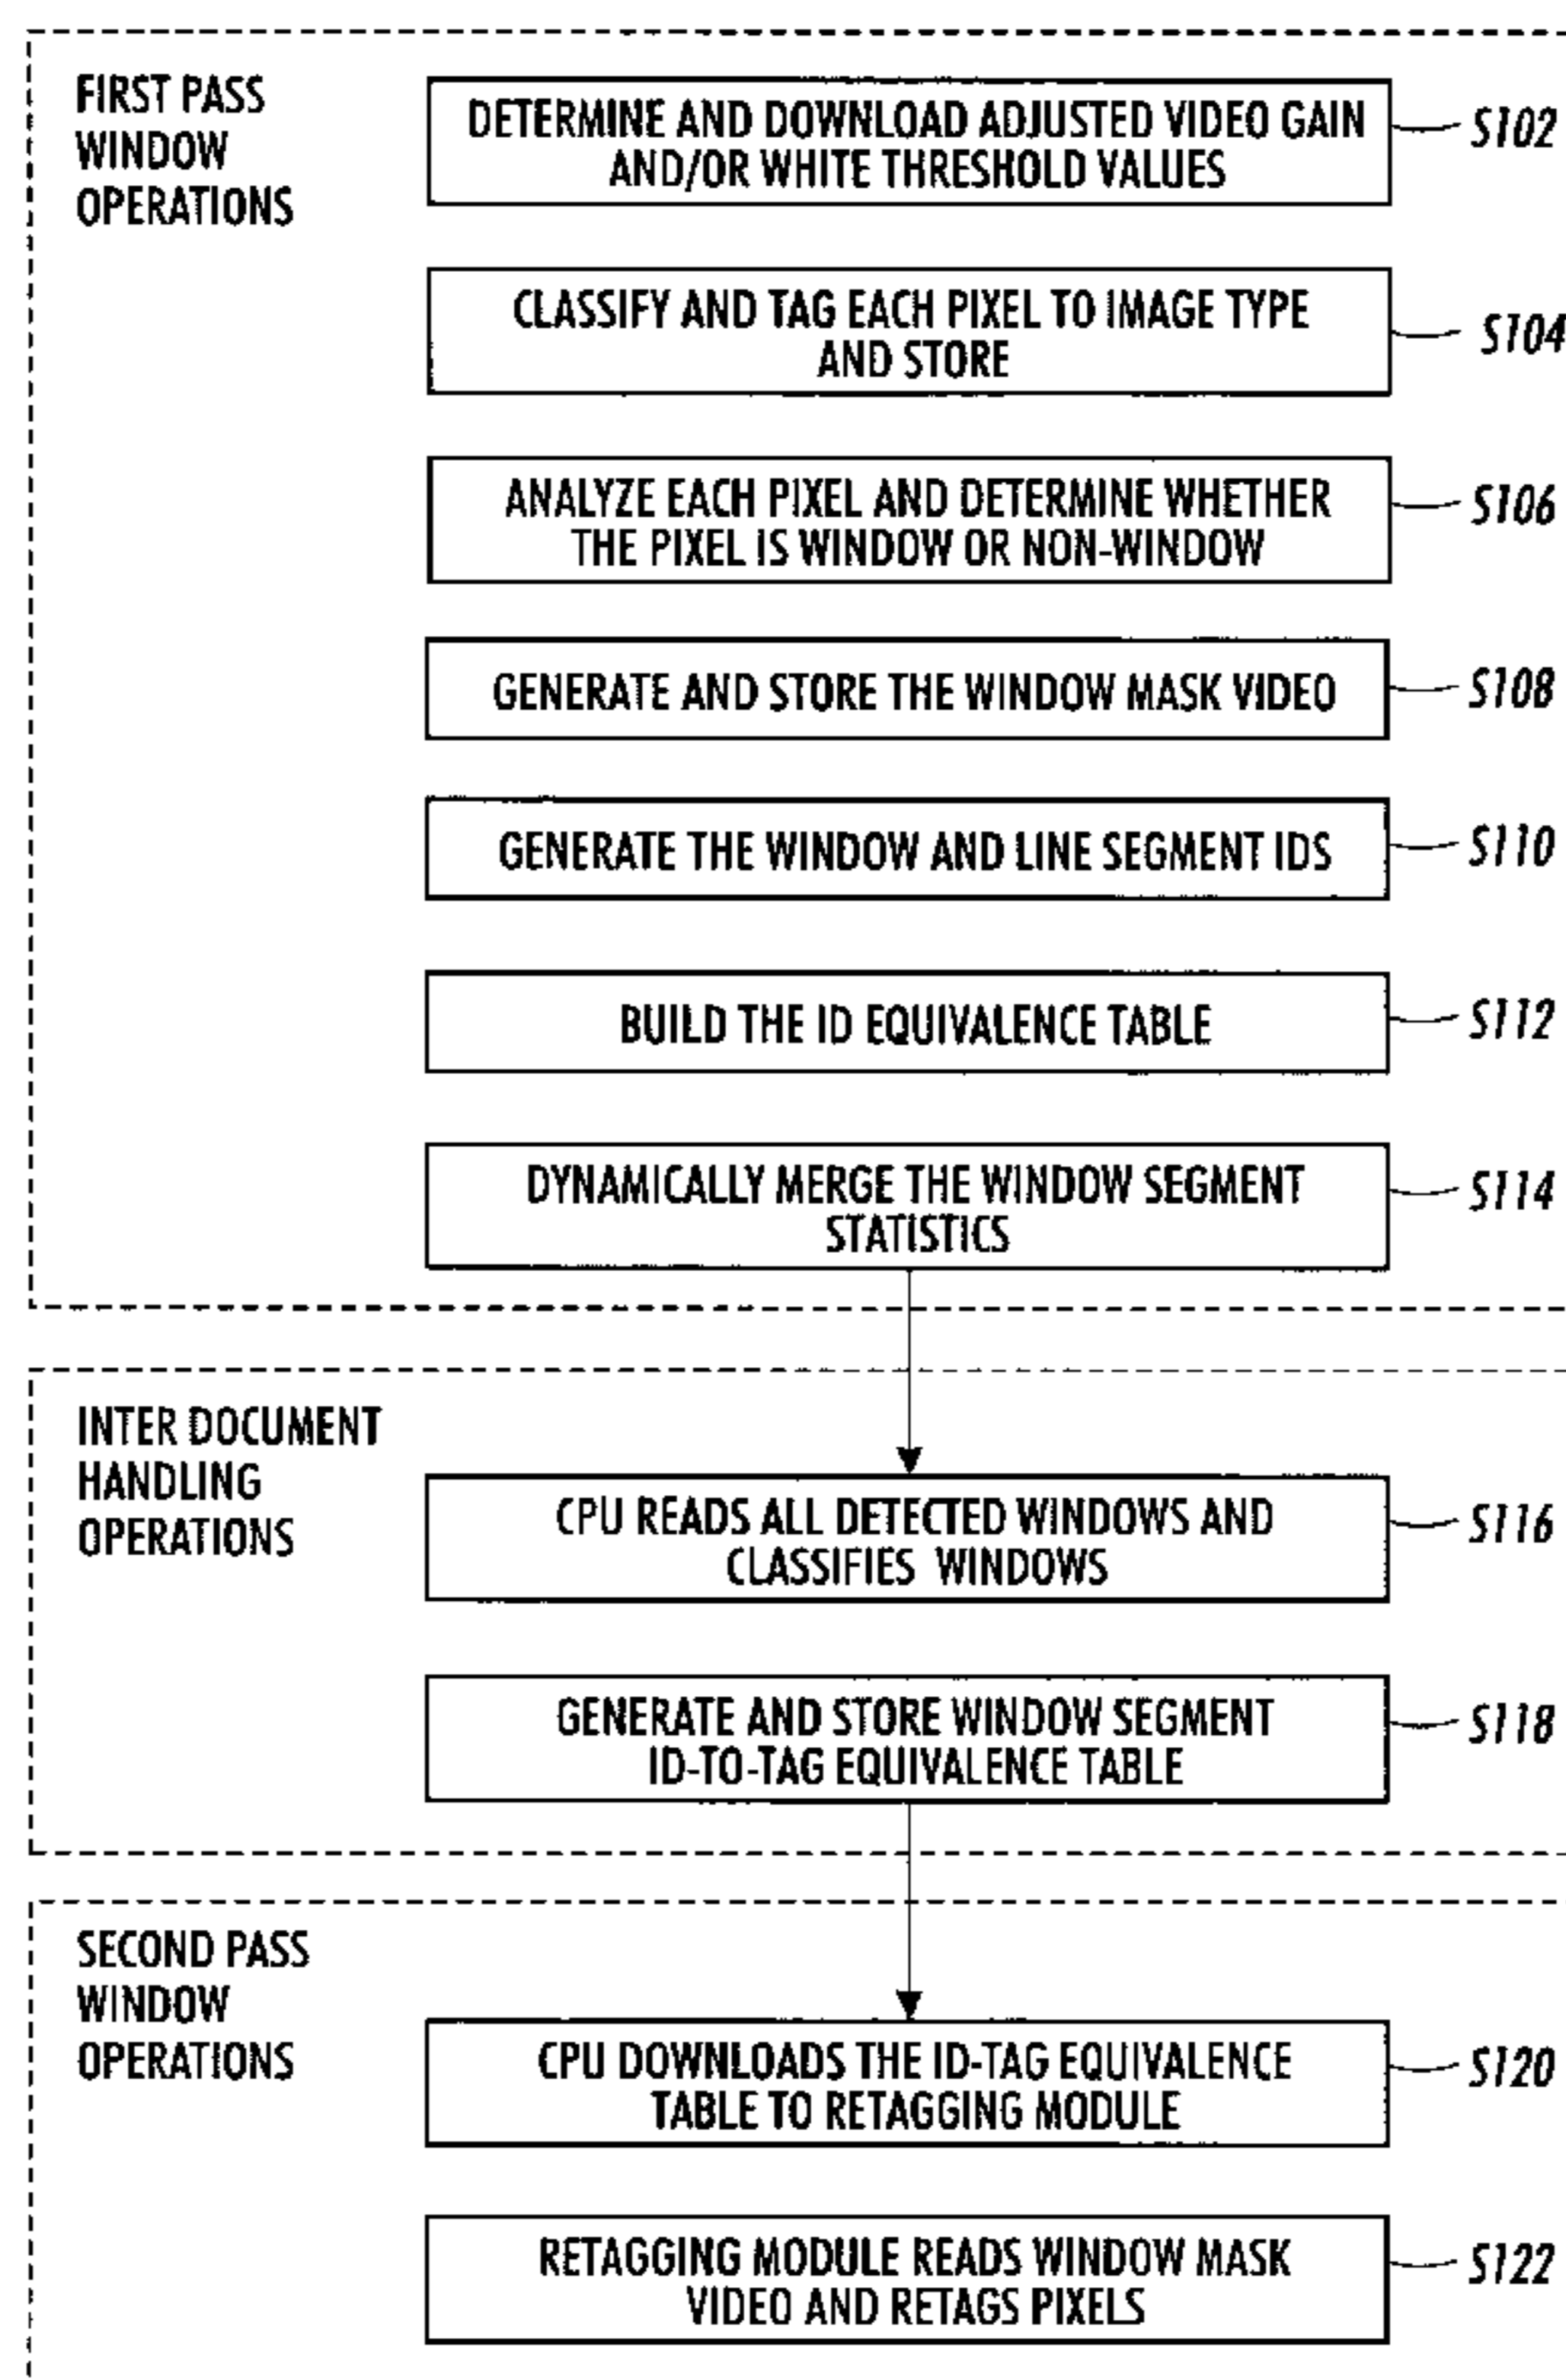 FIRST PASS
WINDOW
OPERATIONS
DETERMINE AND DOWNLOAD ADJUSTED VIDEO GAIN
AND/OR WHITE THRESHOLD VALUES
S102
CLASSIFY AND TAG EACH PIXEL TO IMAGE TYPE
AND STORE
S104
ANALYZE EACH PIXEL AND DETERMINE WHETHER
THE PIXEL IS WINDOW OR NON-WINDOW
S106
GENERATE AND STORE THE WINDOW MASK VIDEO
S108
GENERATE THE WINDOW AND LINE SEGMENT IDS
S110
BUILD THE ID EQUIVALENCE TABLE
S112
DYNAMICALLY MERGE THE WINDOW SEGMENT
STATISTICS
S114
INTER DOCUMENT
HANDLING
OPERATIONS
CPU READS ALL DETECTED WINDOWS AND
CLASSIFIES WINDOWS
S116
GENERATE AND STORE WINDOW SEGMENT
ID-TO-TAG EQUIVALENCE TABLE
S118
SECOND PASS
WINDOW
OPERATIONS
CPU DOWNLOADS THE ID-TAG EQUIVALENCE
TABLE TO RETAGGING MODULE
S120
RETAGGING MODULE READS WINDOW MASK
VIDEO AND RETAGS PIXELS
S122